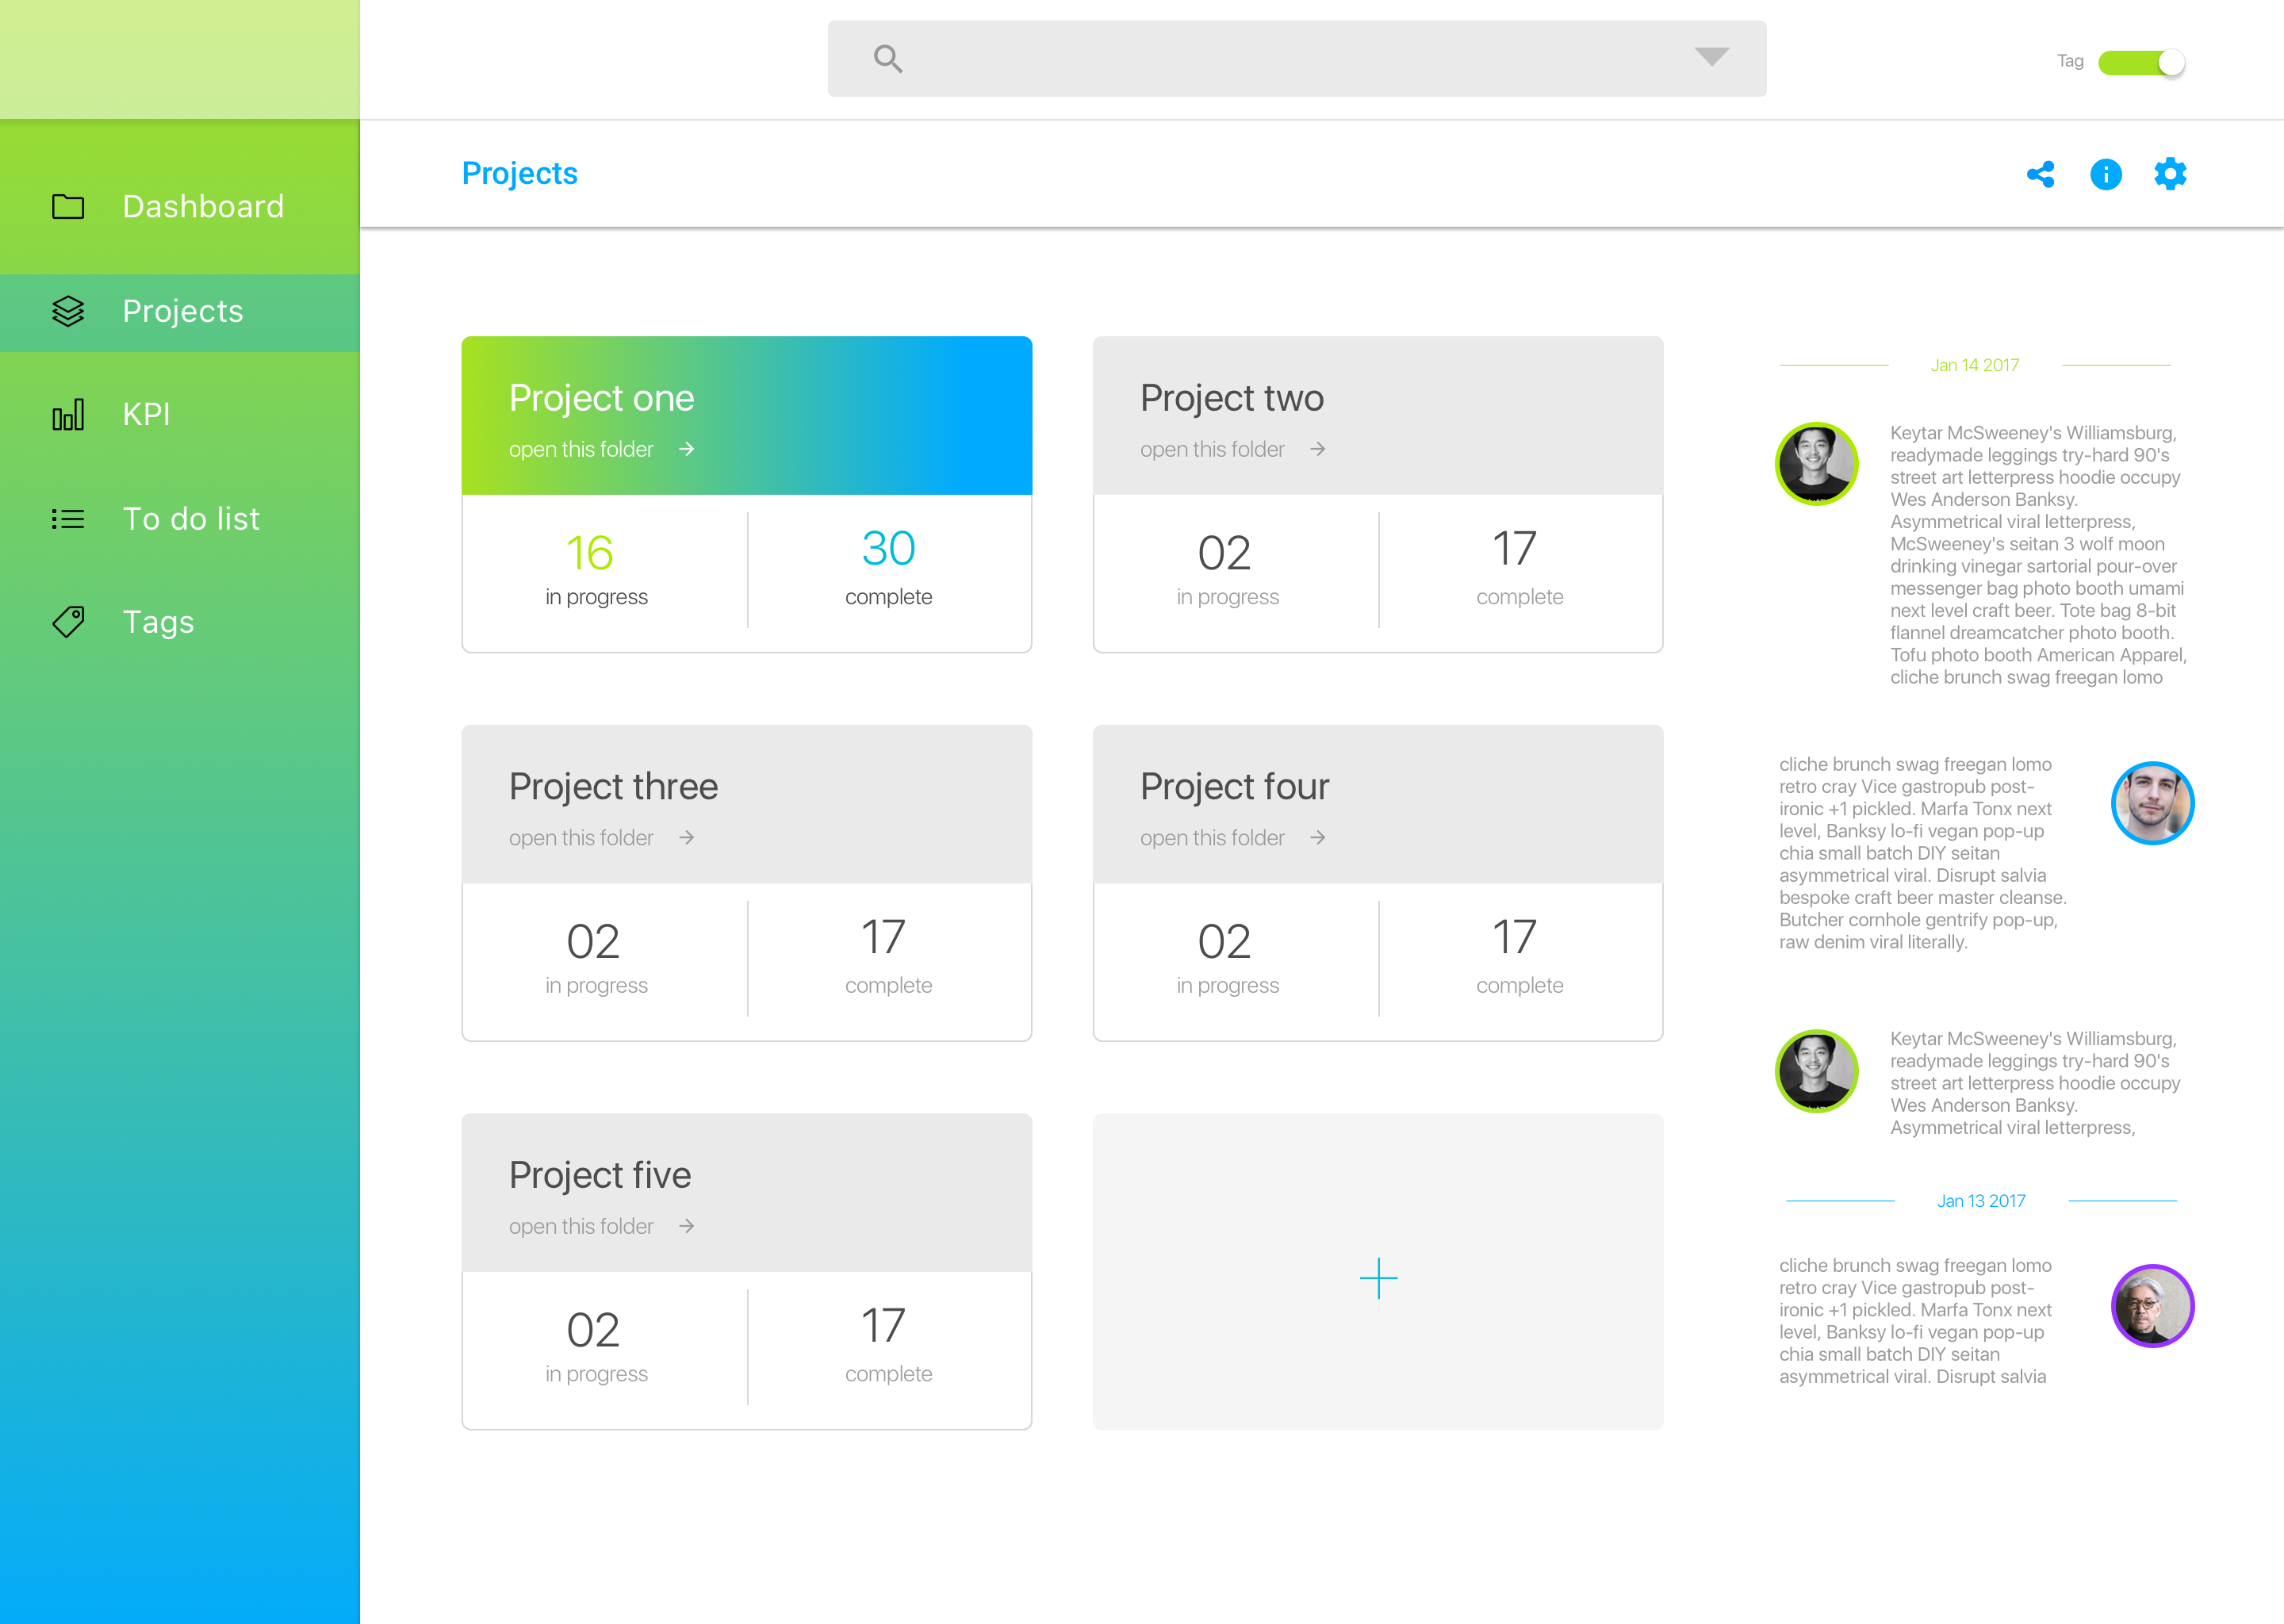 Tag
Projects
Dashboard
Projects
KPI
To do list
Tags
Project one
open this folder
16
in progress
30
complete
Project two
open this folder
02
in progress
17
complete
Project three
open this folder
02
in progress
17
complete
Project four
open this folder
02
in progress
17
complete
Project five
open this folder
02
in progress
17
complete
Jan 14 2017
Keytar McSweeney's Williamsburg,
readymade leggings try-hard 90's
street art letterpress hoodie occupy
Wes Anderson Banksy.
Asymmetrical viral letterpress,
McSweeney's seitan 3 wolf moon
drinking vinegar sartorial pour-over
messenger bag photo booth umami
next level craft beer. Tote bag 8-bit
flannel dreamcatcher photo booth.
Tofu photo booth American Apparel,
cliche brunch swag freegan lomo
cliche brunch swag freegan lomo
retro cray Vice gastropub post-
ironic +1 pickled. Marfa Tonx next
level, Banksy lo-fi vegan pop-up
chia small batch DIY seitan
asymmetrical viral. Disrupt salvia
bespoke craft beer master cleanse.
Butcher cornhole gentrify pop-up,
raw denim viral literally.
Keytar McSweeney's Williamsburg,
readymade leggings try-hard 90's
street art letterpress hoodie occupy
Wes Anderson Banksy.
Asymmetrical viral letterpress,
Jan 13 2017
cliche brunch swag freegan lomo
retro cray Vice gastropub post-
ironic +1 pickled. Marfa Tonx next
level, Banksy lo-fi vegan pop-up
chia small batch DIY seitan
asymmetrical viral. Disrupt salvia